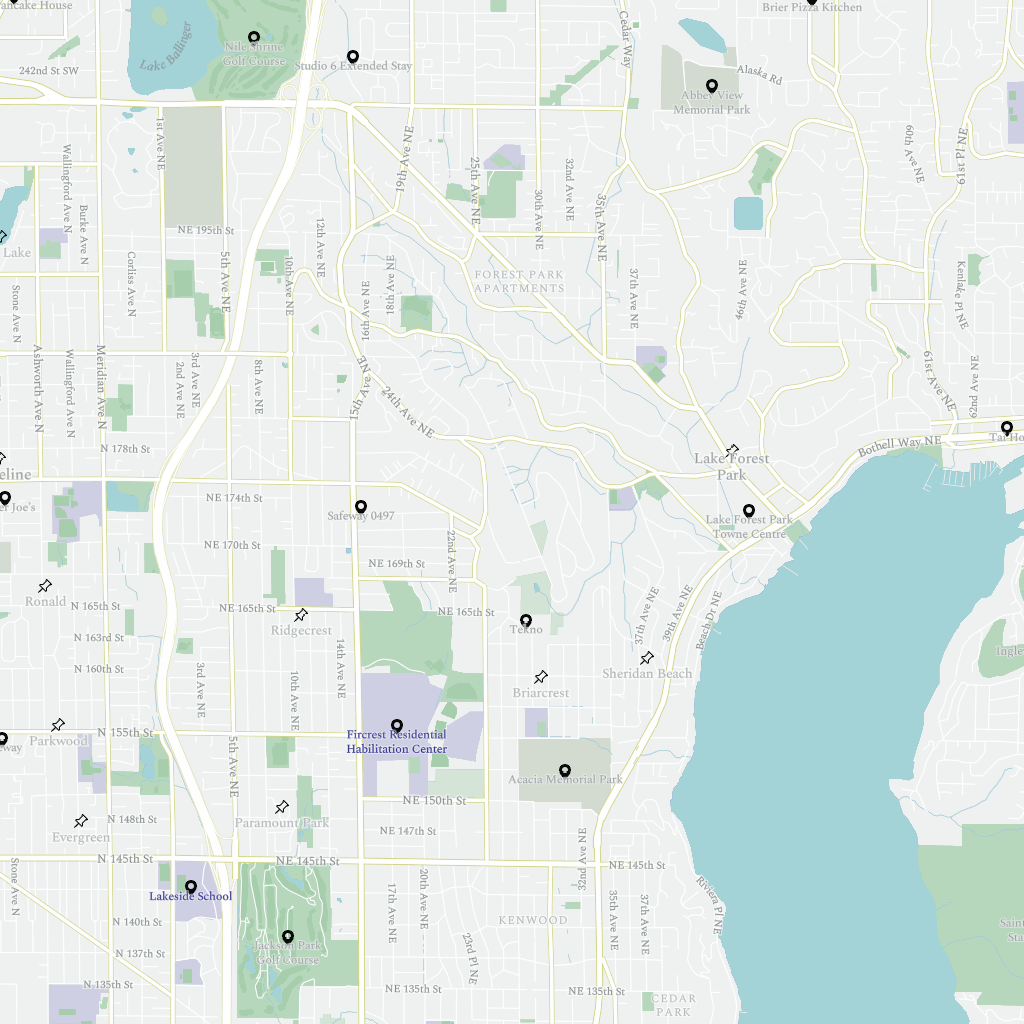 ancake House
Nile Shrine
Golf Course
Lake Ballinger
Studio 6 Extended Stay
Cedar Way
Brier Pizza Kitchen
242nd St SW
Alaska Rd
Abbey View
Memorial Park
1st Ave NE
19th Ave NE
60th Ave NE
61st Pl NE
Wallingford Ave N
25th Ave NE
32nd Ave NE
30th Ave NE
35th Ave NE
Burke Ave N
NE 195th St
12th Ave NE
Lake
Corliss Ave N
5th Ave NE
10th Ave NE
18th Ave NE
16th Ave NE
FOREST PARK
APARTMENTS
37th Ave NE
46th Ave NE
Kenlake Pl NE
Stone Ave N
Ashworth Ave N
Wallingford Ave N
Meridian Ave N
2nd Ave NE
3rd Ave NE
8th Ave NE
15th Ave NE
24th Ave NE
61st Ave NE
62nd Ave NE
N 178th St
Bothell Way NE
Tai Ho
Lake Forest
Park
eline
er Joe's
NE 174th St
Safeway 0497
Lake Forest Park
Towne Centre
NE 170th St
22nd Ave NE
NE 169th St
Ronald
N 165th St
NE 165th St
NE 165th St
Ridgecrest
Tekno
37th Ave NE
39th Ave NE
Beach Dr NE
N 163rd St
N 160th St
3rd Ave NE
10th Ave NE
14th Ave NE
Briarcrest
Sheridan Beach
Ingle
Parkwood
eway
N 155th St
5th Ave NE
Fircrest Residential
Habilitation Center
Acacia Memorial Park
NE 150th St
N 148th St
Evergreen
Paramount Park
NE 147th St
32nd Ave NE
N 145th St
NE 145th St
NE 145th St
Stone Ave N
Lakeside School
17th Ave NE
20th Ave NE
KENWOOD
35th Ave NE
37th Ave NE
Riviera Pl NE
N 140th St
Jackson Park
Golf Course
23rd Pl NE
Saint
Sta
N 137th St
N 135th St
NE 135th St
NE 135th St
CEDAR
PARK